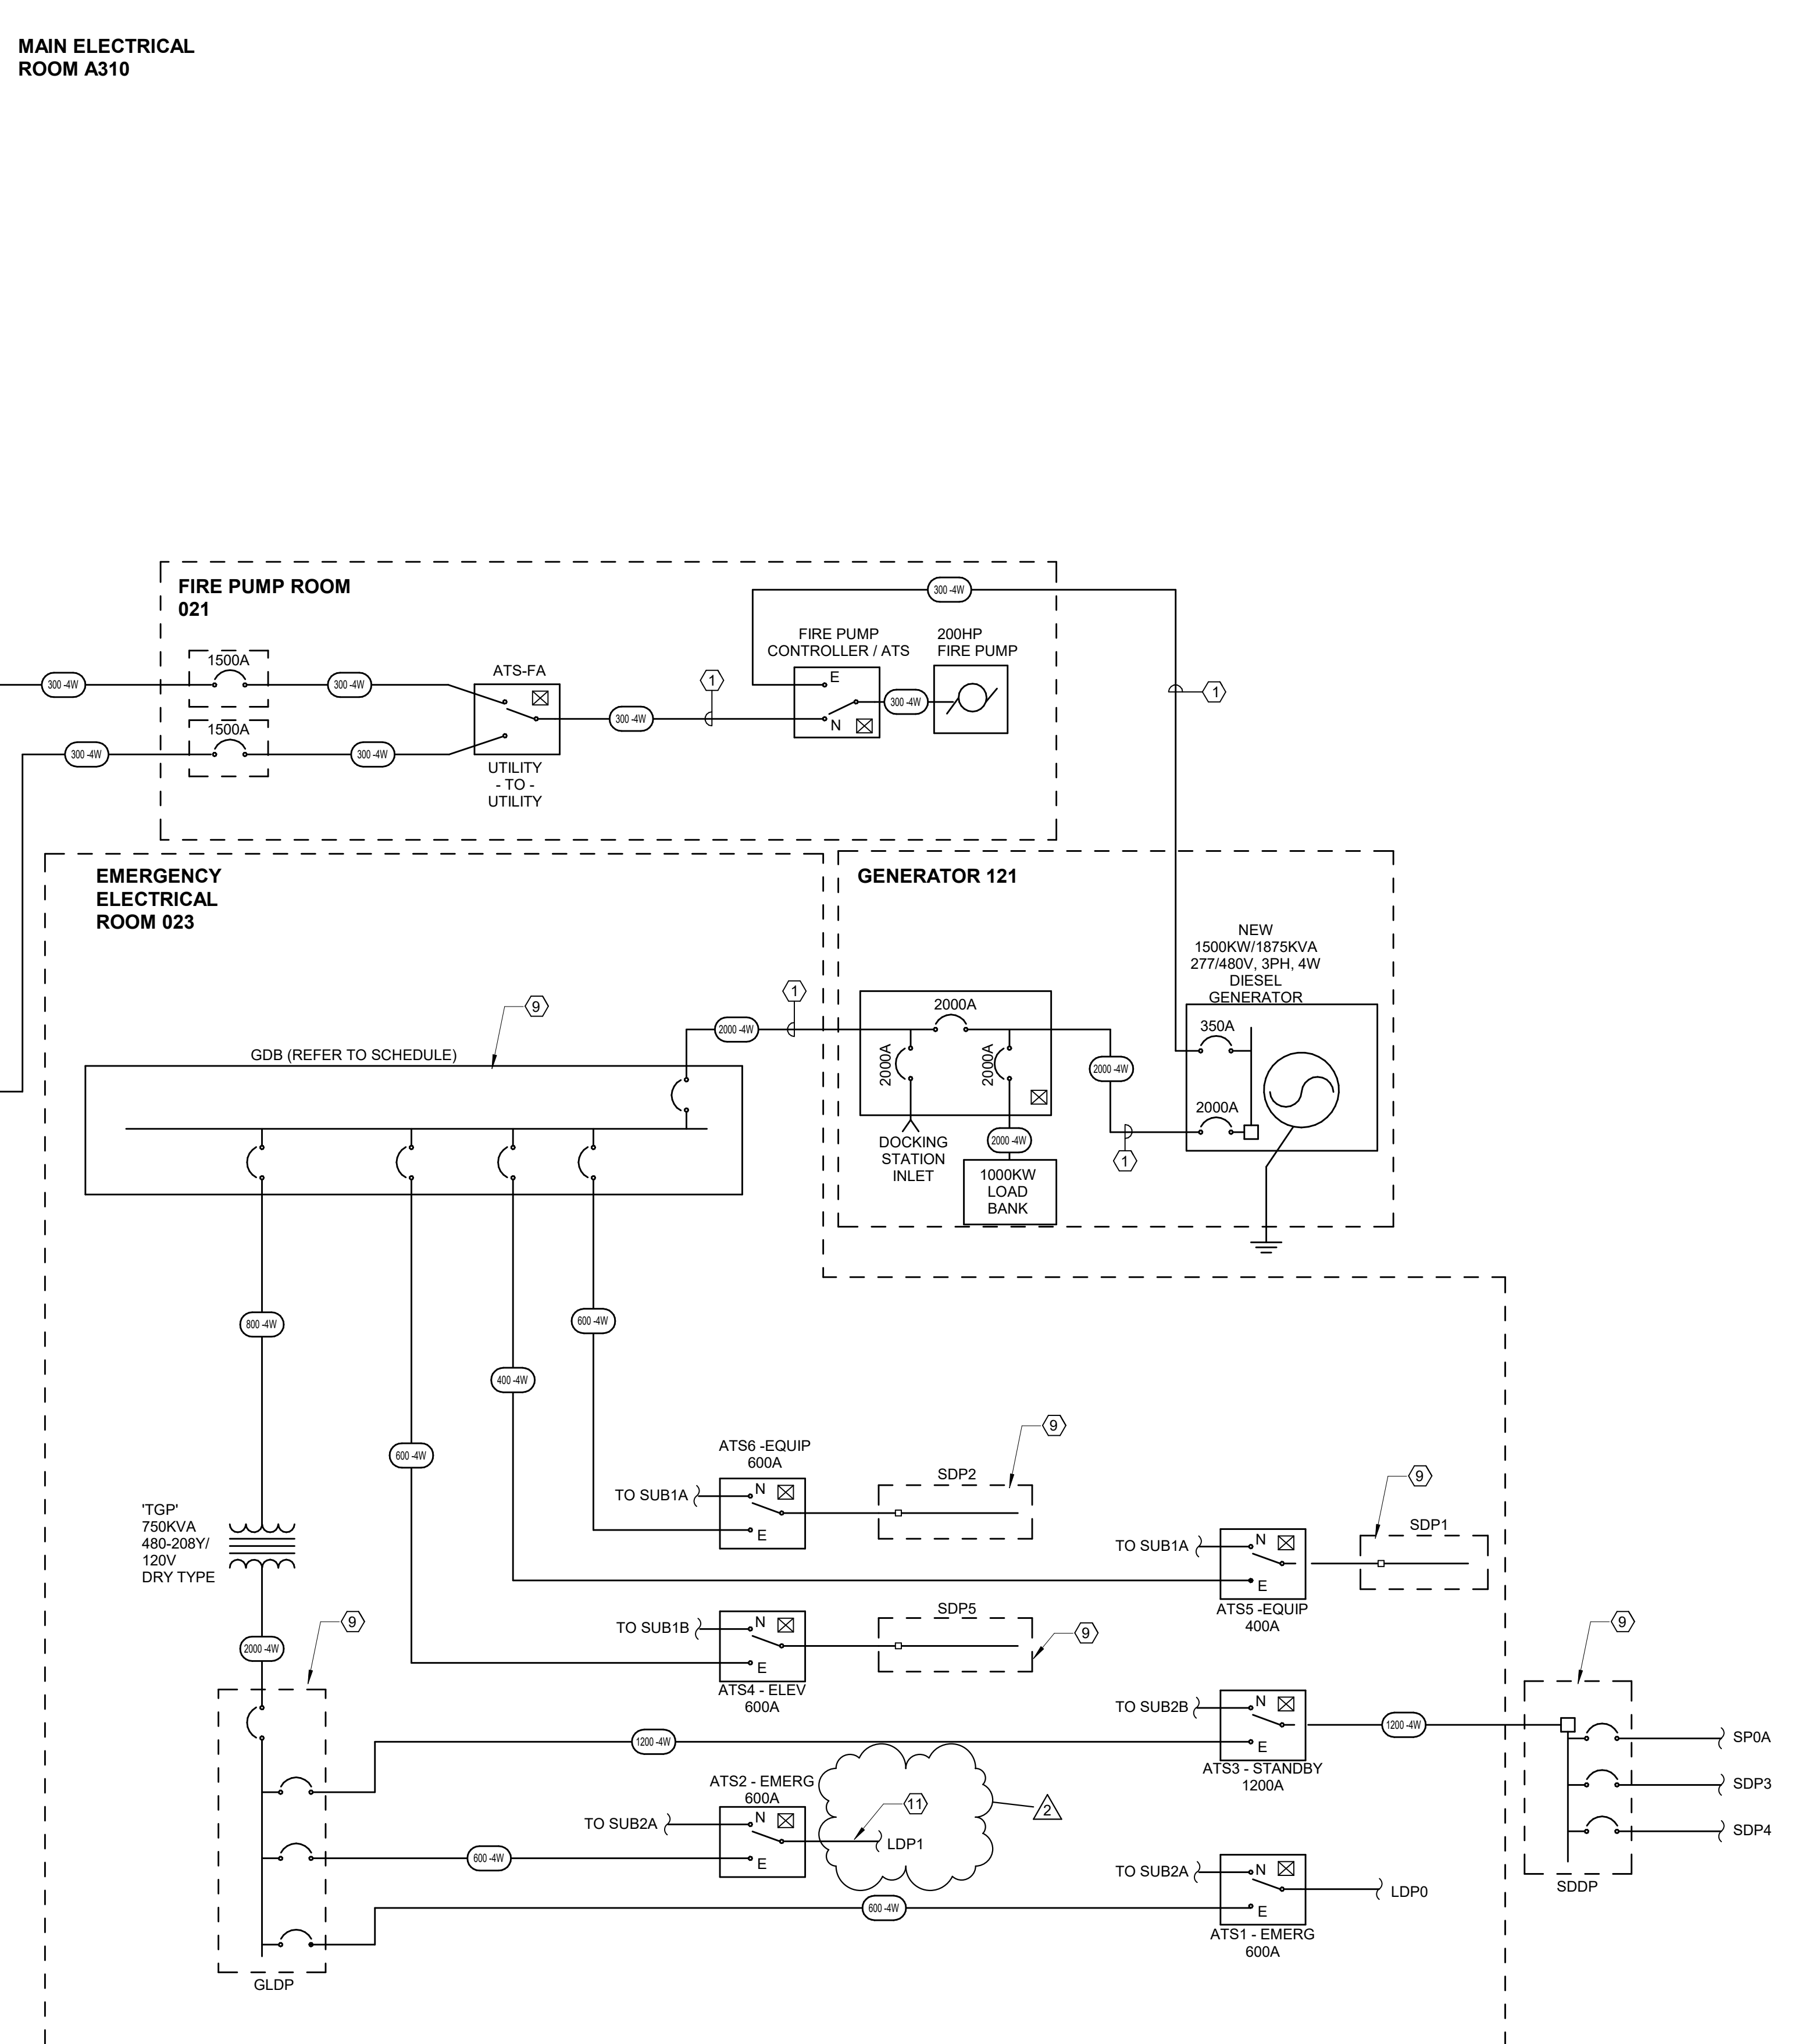 MAIN ELECTRICAL
ROOM A310
FIRE PUMP ROOM
021
300 -4W
FIRE PUMP
CONTROLLER / ATS
200HP
FIRE PUMP
1500A
ATS-FA
1
E
300 -4W
300 -4W
300 -4W
1
300 -4W
N
1500A
300 -4W
300 -4W
UTILITY
- TO -
UTILITY
EMERGENCY
ELECTRICAL
ROOM 023
GENERATOR 121
NEW
1500KW/1875KVA
277/480V, 3PH, 4W
DIESEL
GENERATOR
9
1
2000A
350A
2000 -4W
GDB (REFER TO SCHEDULE)
2000A
2000A
2000 -4W
2000A
DOCKING
STATION
INLET
2000 -4W
1
1000KW
LOAD
BANK
800 -4W
600 -4W
400 -4W
600 -4W
9
ATS6 -EQUIP
600A
SDP2
9
TO SUB1A
N
E
'TGP'
750KVA
480-208Y/
120V
DRY TYPE
SDP1
TO SUB1A
N
E
ATS5 -EQUIP
400A
9
SDP5
9
9
TO SUB1B
N
E
2000 -4W
ATS4 - ELEV
600A
TO SUB2B
N
1200 -4W
E
1200 -4W
SP0A
ATS3 - STANDBY
1200A
SDP3
ATS2 - EMERG
600A
11
2
TO SUB2A
N
LDP1
SDP4
600 -4W
E
TO SUB2A
N
LDP0
SDDP
600 -4W
E
ATS1 - EMERG
600A
GLDP